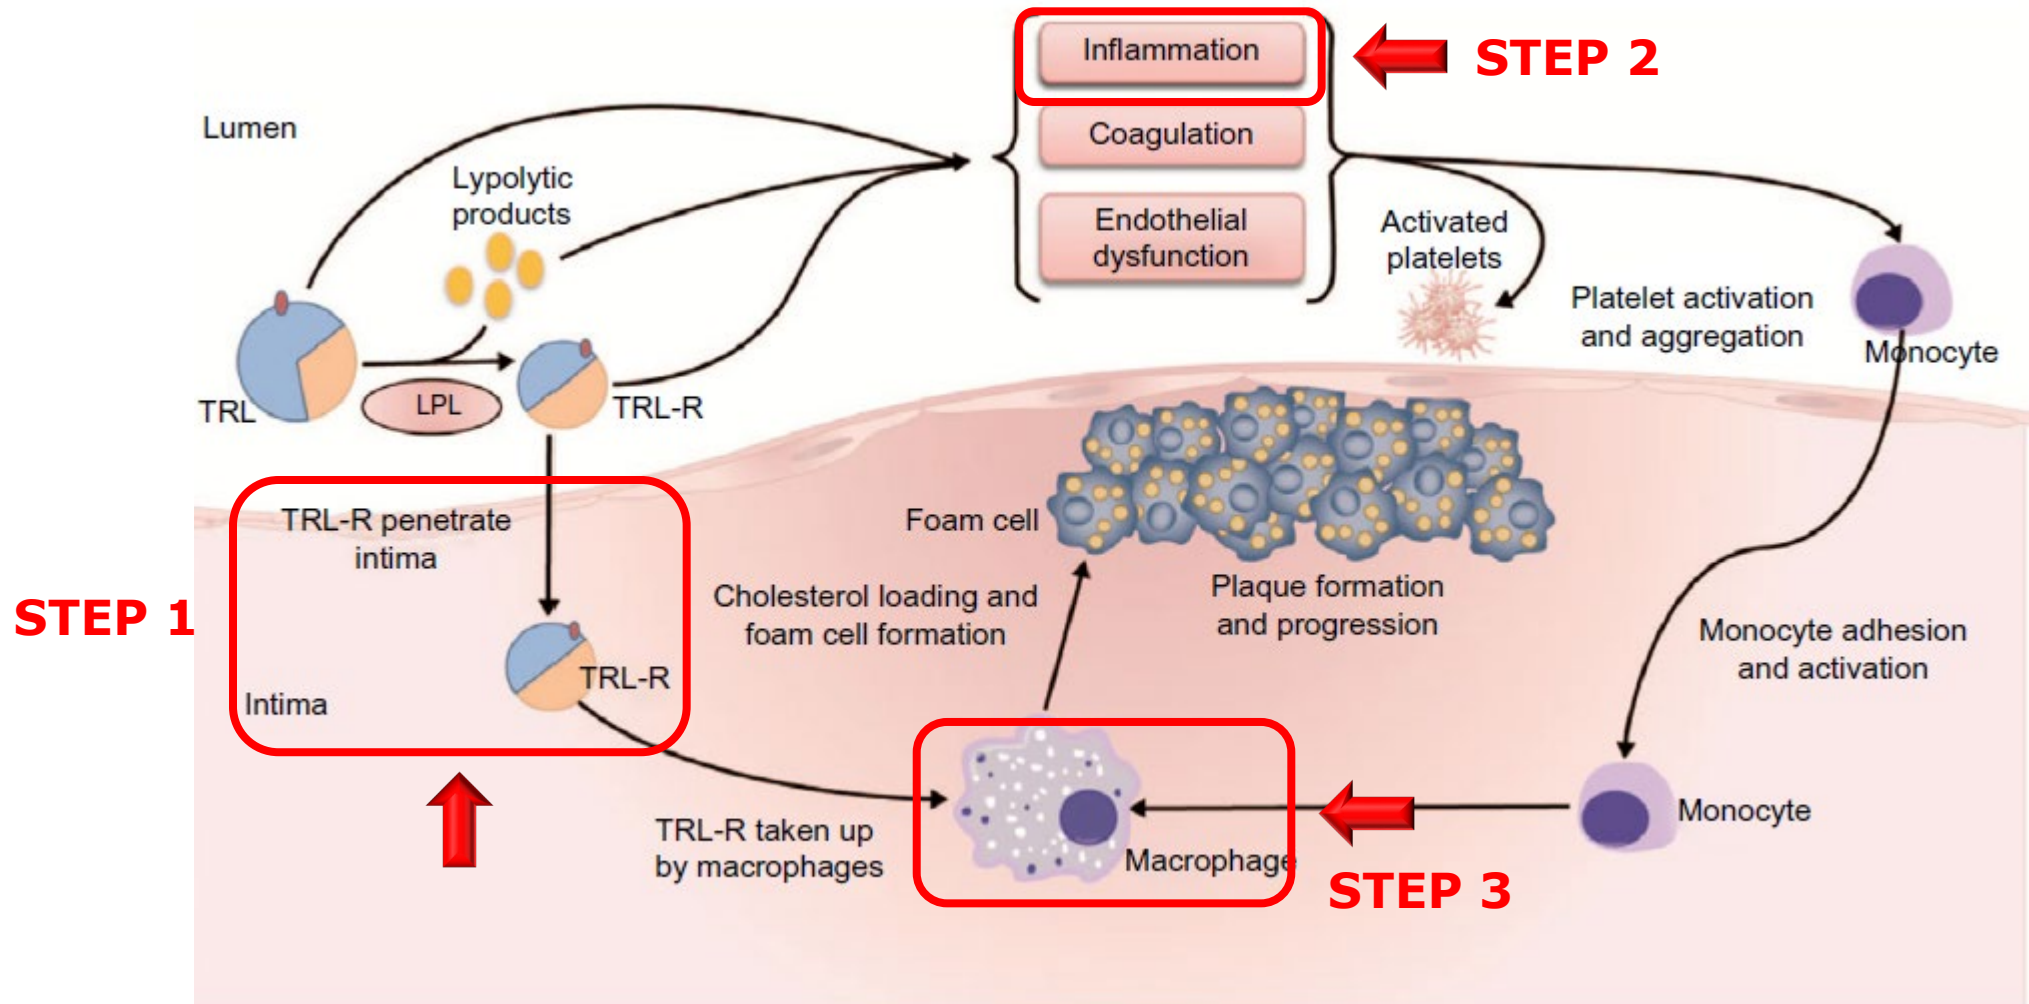 Inflammation
STEP 2
Lumen
Coagulation
Lypolytic
products
Endothelial
dysfunction
Activated
platelets
Platelet activation
and aggregation
Monocyte
TRL
LPL
TRL-R
TRL-R penetrate
intima
Foam cell
STEP 1
Cholesterol loading and
foam cell formation
Plaque formation
and progression
Monocyte adhesion
and activation
TRL-R
Intima
TRL-R taken up
by macrophages
Macrophage
Monocyte
STEP 3